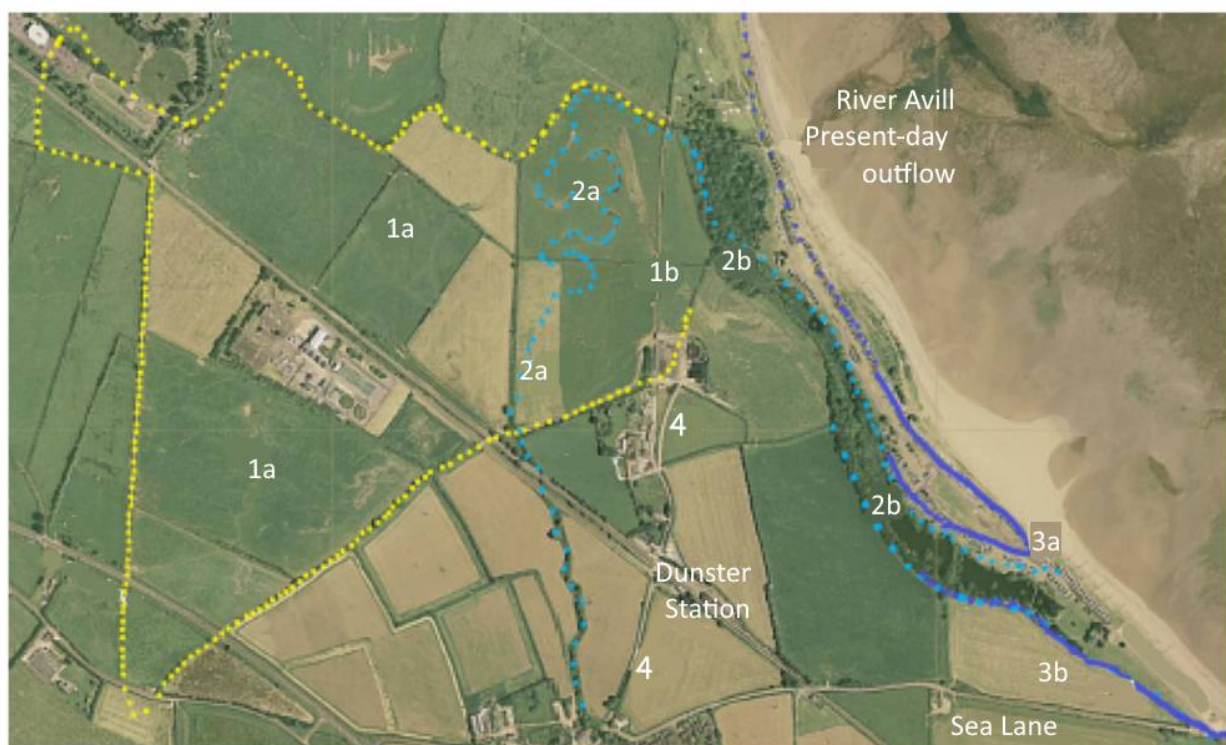 River Avill
Present-day
outflow
2a
1a
1b
2b
2a
4
1a
2b
3a
Dunster
Station
4
3b
Sea Lane